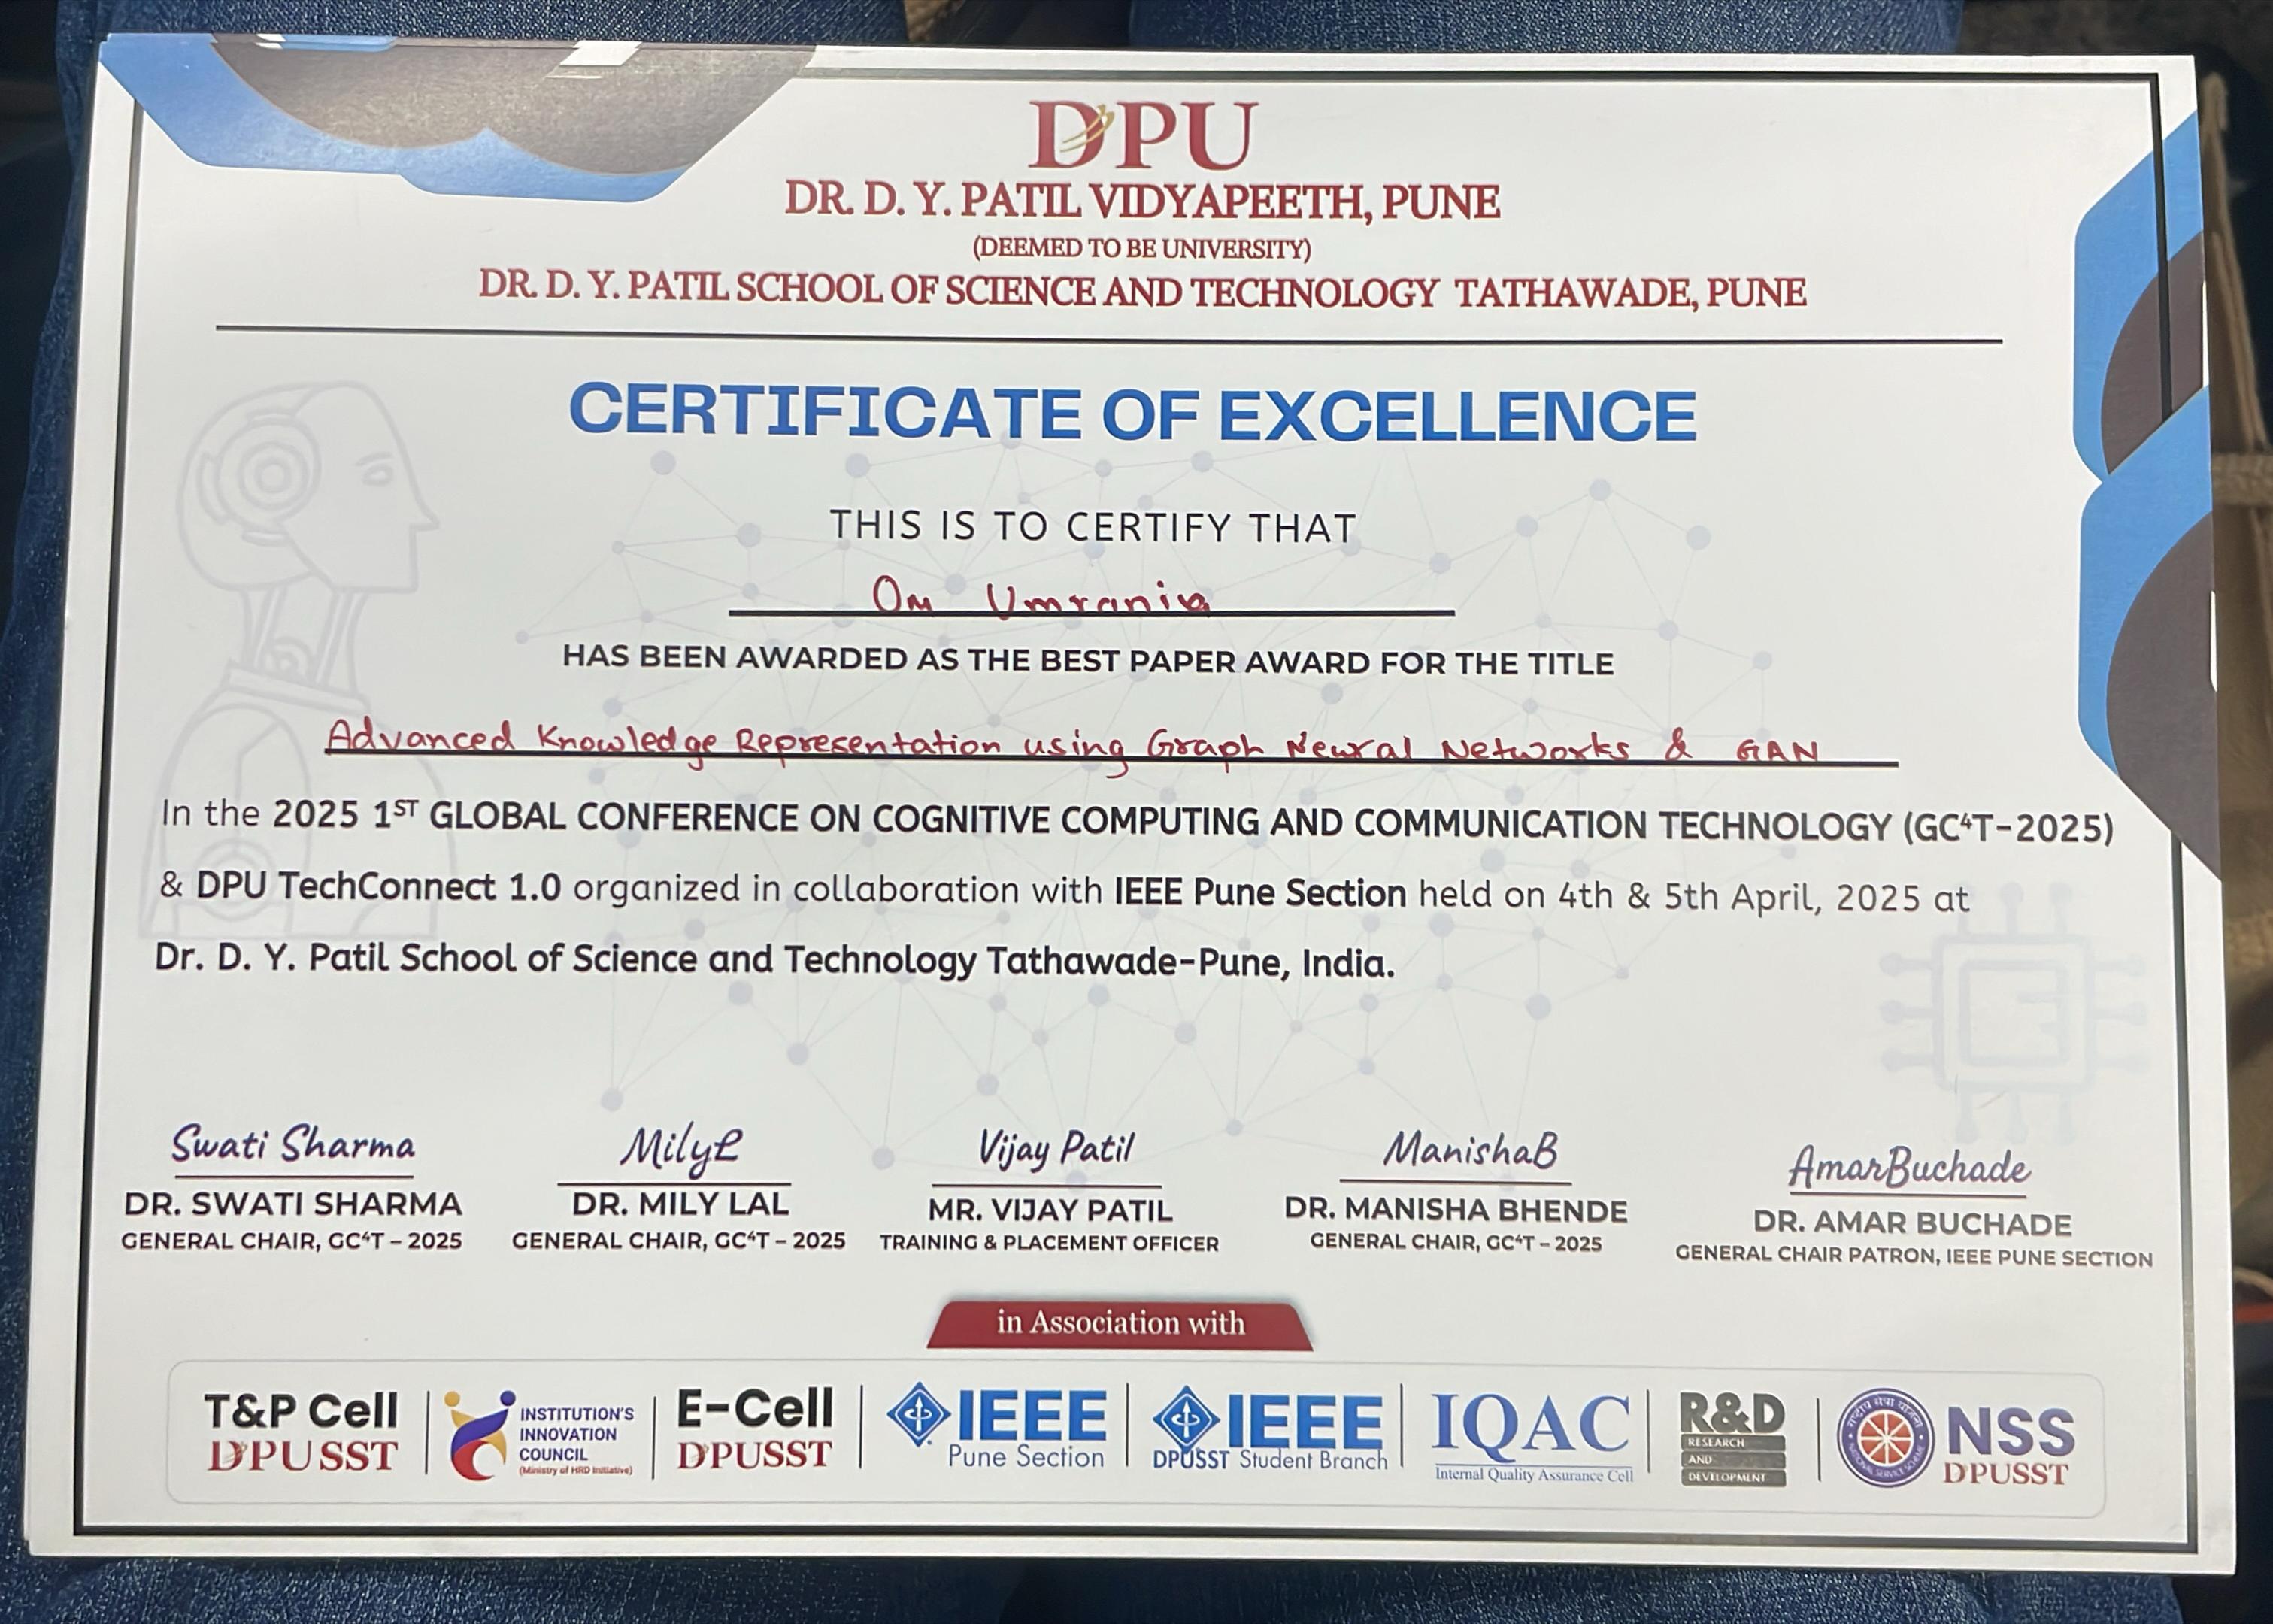 DPU
DR. D. Y. PATIL VIDYAPEETH, PUNE
(DEEMED TO BE UNIVERSITY)
DR. D. Y. PATIL SCHOOL OF SCIENCE AND TECHNOLOGY TATHAWADE, PUNE
CERTIFICATE OF EXCELLENCE
THIS IS TO CERTIFY THAT
Om Umrania
HAS BEEN AWARDED AS THE BEST PAPER AWARD FOR THE TITLE
Advanced Knowledge Representation using Graph Neural Networks & GAN
In the 2025 1ST GLOBAL CONFERENCE ON COGNITIVE COMPUTING AND COMMUNICATION TECHNOLOGY (GC⁴T-2025)
& DPU TechConnect 1.0 organized in collaboration with IEEE Pune Section held on 4th & 5th April, 2025 at
Dr. D. Y. Patil School of Science and Technology Tathawade-Pune, India.
Swati Sharma MilyL Vijay Patil ManishaB AmarBuchade
DR. SWATI SHARMA DR. MILY LAL MR. VIJAY PATIL DR. MANISHA BHENDE DR. AMAR BUCHADE
GENERAL CHAIR, GC⁴T – 2025 GENERAL CHAIR, GC⁴T – 2025 TRAINING & PLACEMENT OFFICER GENERAL CHAIR, GC⁴T – 2025 GENERAL CHAIR PATRON, IEEE PUNE SECTION
in Association with
T&P Cell
DPUSST
INSTITUTION'S
INNOVATION
COUNCIL
(Ministry of HRD Initiative)
E-Cell
DPUSST
IEEE
Pune Section
IEEE
DPUSST Student Branch
IQAC
Internal Quality Assurance Cell
R&D
RESEARCH
AND
DEVELOPMENT
NSS
DPUSST